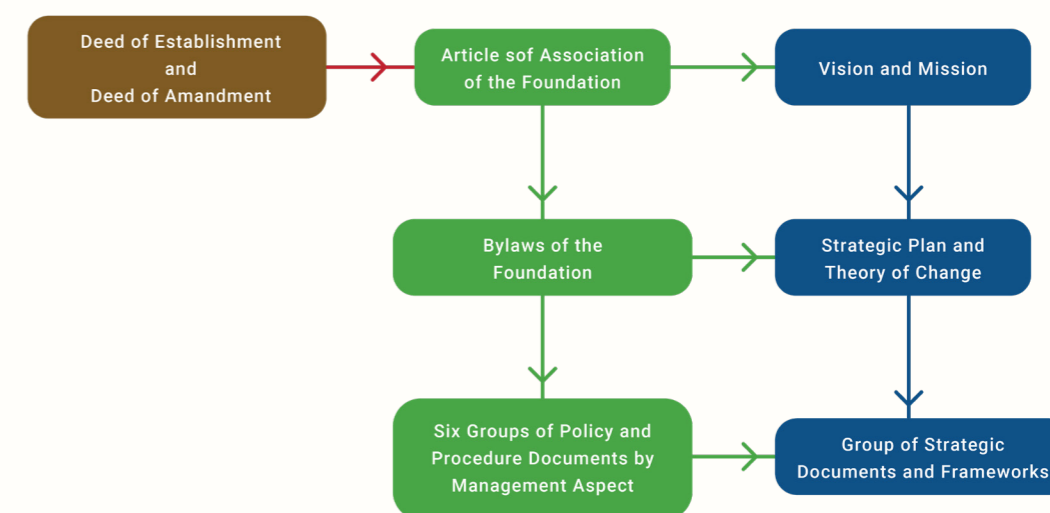 Deed of Establishment
and
Deed of Amandment
Article sof Association
of the Foundation
Vision and Mission
Bylaws of the
Foundation
Strategic Plan and
Theory of Change
Six Groups of Policy and
Procedure Documents by
Management Aspect
Group of Strategic
Documents and Frameworks